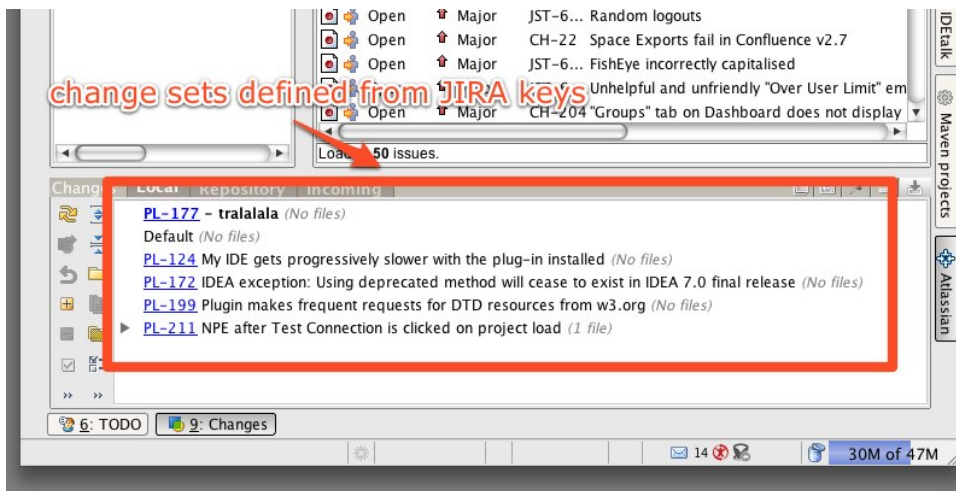 Open Major JST-6... Random logouts
Open Major CH-22 Space Exports fail in Confluence v2.7
Open Major JST-6... FishEye incorrectly capitalised
Unhelpful and unfriendly "Over User Limit" em
change sets defined from JIRA keys
Open Major CH-204 "Groups" tab on Dashboard does not display
50 issues.
Changes Local Repository Incoming
PL-177 - tralalala (No files)
Default (No files)
PL-124 My IDE gets progressively slower with the plug-in installed (No files)
PL-172 IDEA exception: Using deprecated method will cease to exist in IDEA 7.0 final release (No files)
PL-199 Plugin makes frequent requests for DTD resources from w3.org (No files)
PL-211 NPE after Test Connection is clicked on project load (1 file)
6: TODO 9: Changes
14
30M of 47M
IDEtalk
Maven projects
Atlassian